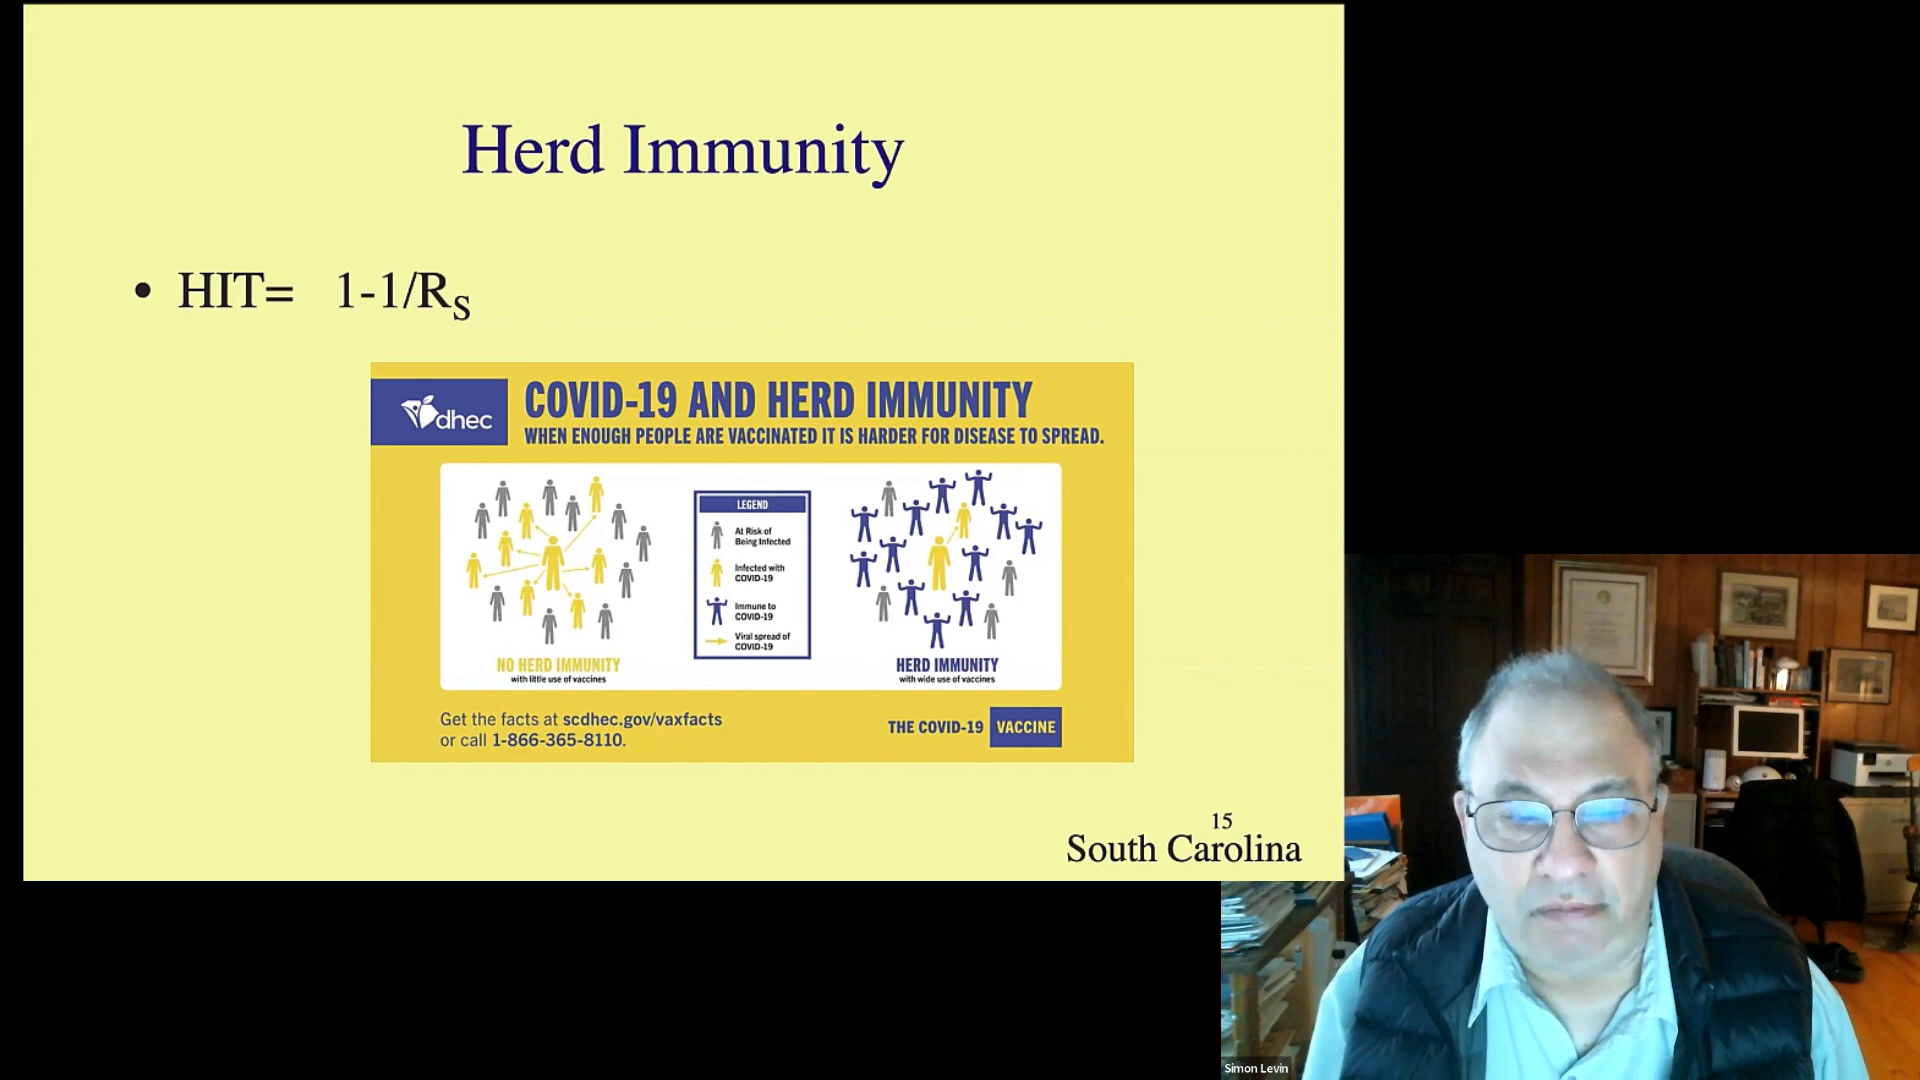 Herd Immunity
• HIT= 1-1/RS
dhec
COVID-19 AND HERD IMMUNITY
WHEN ENOUGH PEOPLE ARE VACCINATED IT IS HARDER FOR DISEASE TO SPREAD.
LEGEND
At Risk of
Being Infected
Infected with
COVID-19
Immune to
COVID-19
Viral spread of
COVID-19
NO HERD IMMUNITY
with little use of vaccines
HERD IMMUNITY
with wide use of vaccines
Get the facts at scdhec.gov/vaxfacts
or call 1-866-365-8110.
THE COVID-19 VACCINE
15
South Carolina
Simon Levin